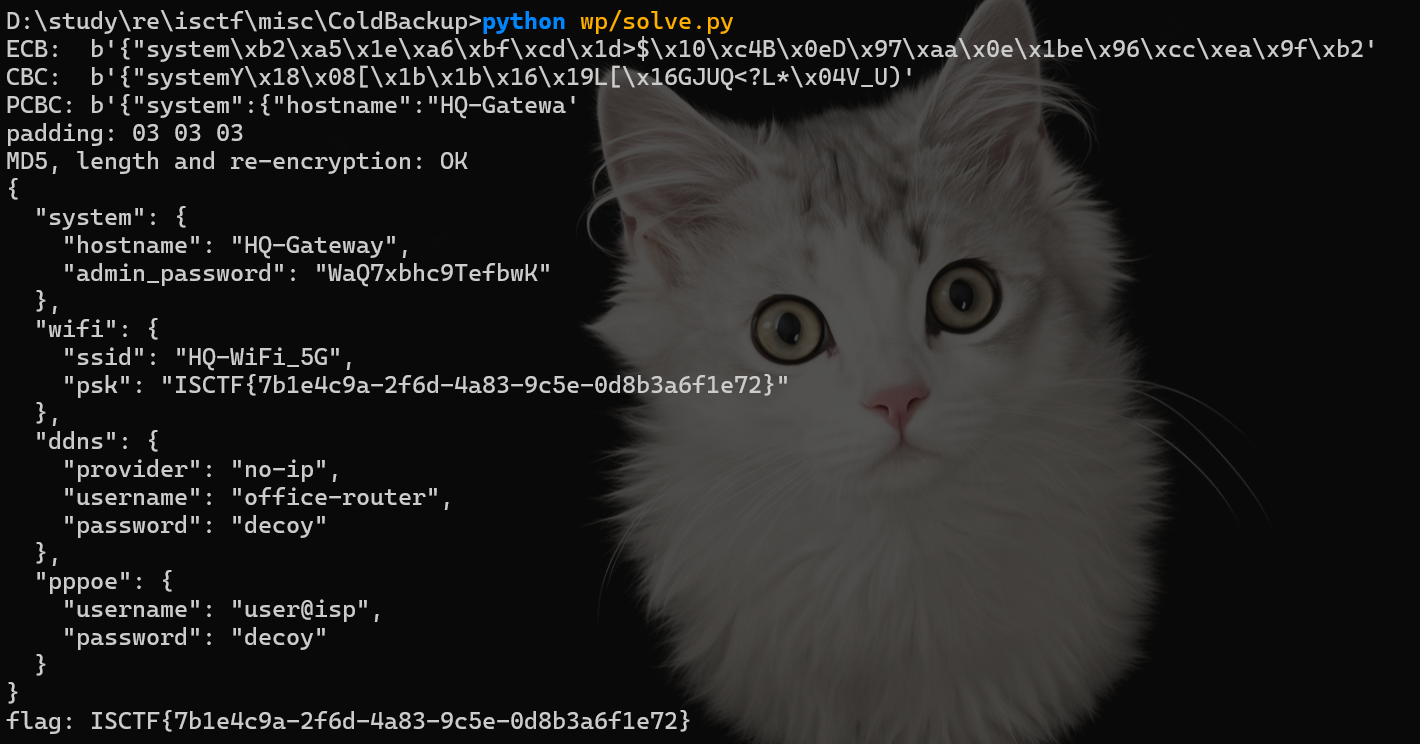 D:\study\re\isctf\misc\ColdBackup>python wp/solve.py
ECB:  b'{"system\xb2\xa5\x1e\xa6\xbf\xcd\x1d>$\x10\xc4B\x0eD\x97\xaa\x0e\x1be\x96\xcc\xea\x9f\xb2'
CBC:  b'{"systemY\x18\x08[\x1b\x1b\x16\x19L[\x16GJUQ<?L*\x04V_U)'
PCBC: b'{"system":{"hostname":"HQ-Gatewa'
padding: 03 03 03
MD5, length and re-encryption: OK
{
  "system": {
    "hostname": "HQ-Gateway",
    "admin_password": "WaQ7xbhc9TefbwK"
  },
  "wifi": {
    "ssid": "HQ-WiFi_5G",
    "psk": "ISCTF{7b1e4c9a-2f6d-4a83-9c5e-0d8b3a6f1e72}"
  },
  "ddns": {
    "provider": "no-ip",
    "username": "office-router",
    "password": "decoy"
  },
  "pppoe": {
    "username": "user@isp",
    "password": "decoy"
  }
}
flag: ISCTF{7b1e4c9a-2f6d-4a83-9c5e-0d8b3a6f1e72}